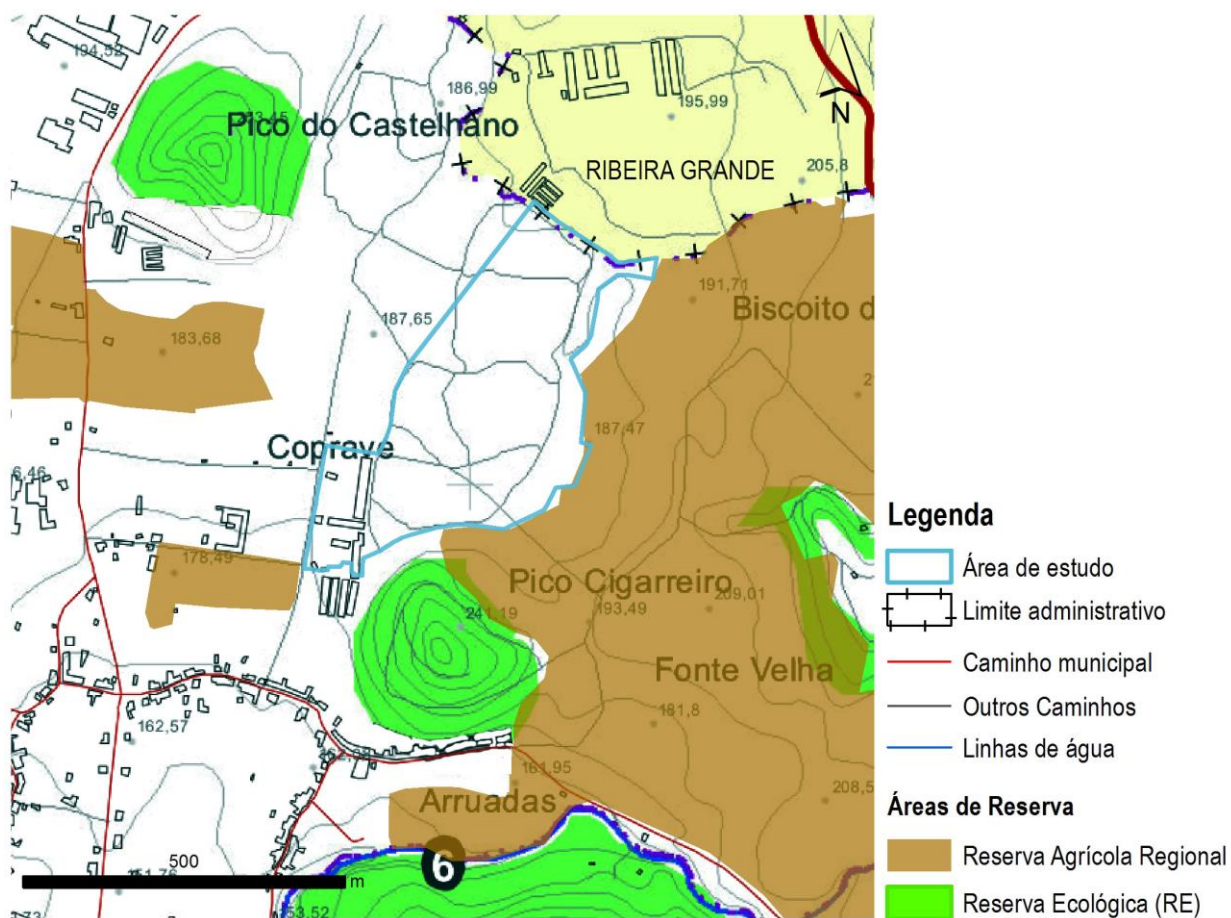 194,52
186,99
195,99
Pico do Castelhano
N
RIBEIRA GRANDE
205,8
191,71
Biscoito d
187,65
183,68
187,47
Coprave
178,49
Pico Cigarreiro
241,19
193,49
209,01
Fonte Velha
162,57
181,8
161,95
Arruadas
208,5
6
500
m
Legenda
Área de estudo
Limite administrativo
Caminho municipal
Outros Caminhos
Linhas de água
Áreas de Reserva
Reserva Agrícola Regional
Reserva Ecológica (RE)